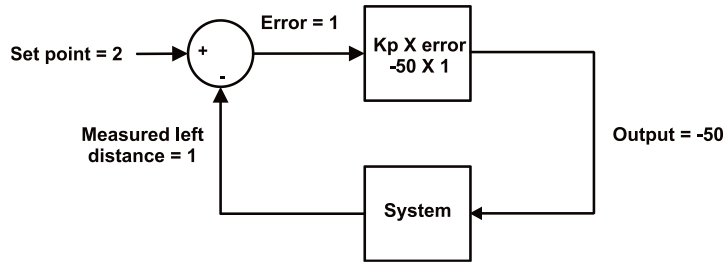 Error = 1
Set point = 2
+
-
Kp X error
-50 X 1
Measured left
distance = 1
Output = -50
System